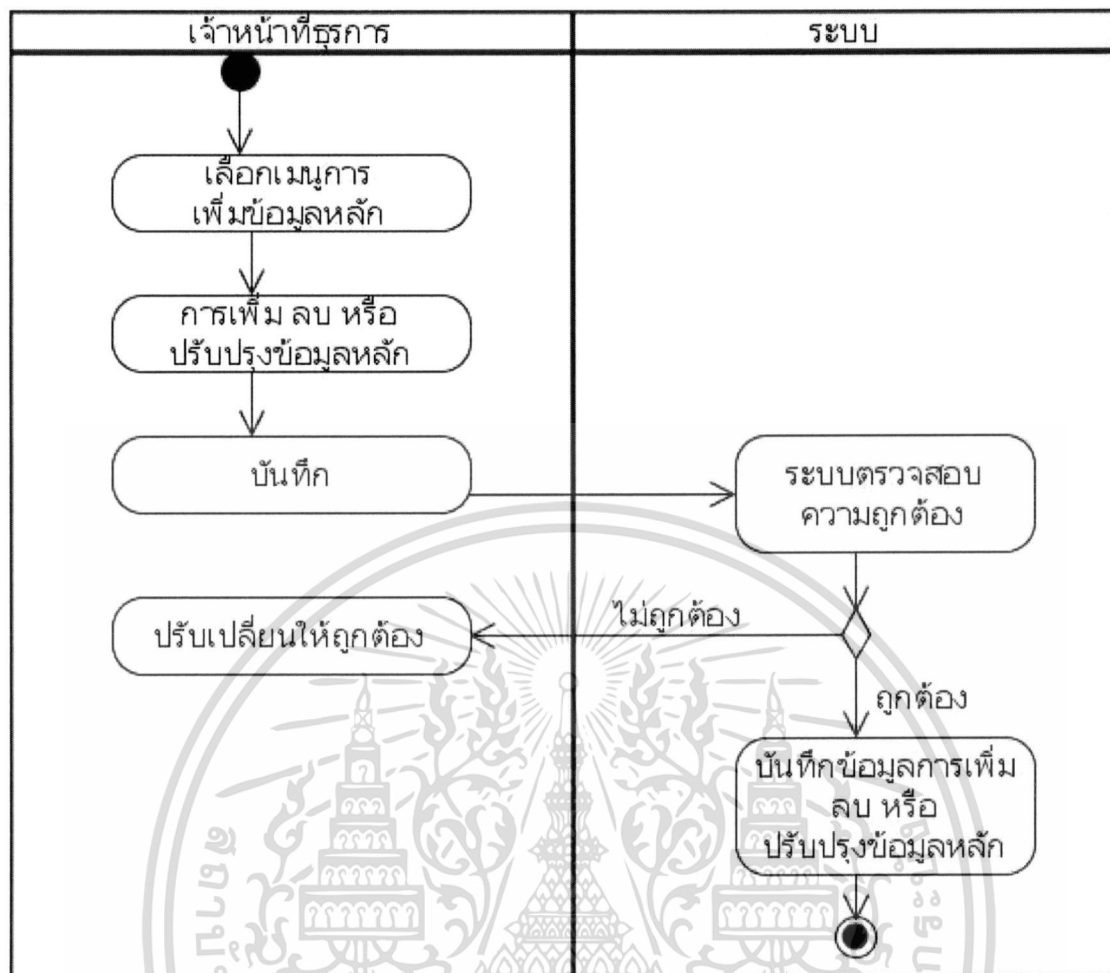 เจ้าหน้าที่ธุรการ
ระบบ
เลือกเมนูการ
เพิ่มข้อมูลหลัก
การเพิ่ม ลบ หรือ
ปรับปรุงข้อมูลหลัก
บันทึก
ระบบตรวจสอบ
ความถูกต้อง
ไม่ถูกต้อง
ปรับเปลี่ยนให้ถูกต้อง
ถูกต้อง
บันทึกข้อมูลการเพิ่ม
ลบ หรือ
ปรับปรุงข้อมูลหลัก